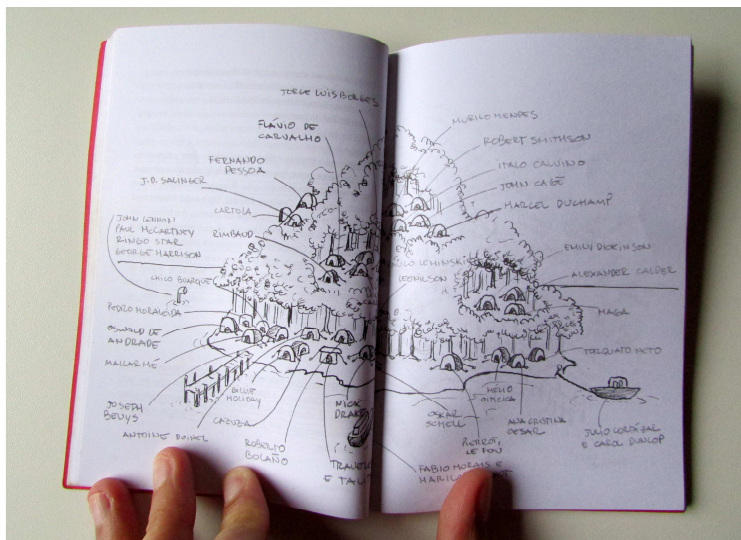 JORGE LUIS BORGES
FLÁVIO DE
CARVALHO
FERNANDO
PESSOA
J.D. SALINGER
CARTOLA
JOHN LENNON
PAUL McCARTNEY
RINGO STAR
GEORGE HARRISON
RIMBAUD
CHICO BUARQUE
PEDRO MORALEIDA
OSWALD DE
ANDRADE
MALLARMÉ
JOSEPH
BEUYS
ANTOINE DOINEL
BILLIE
HOLIDAY
CAZUZA
ROBERTO
BOLAÑO
NICK
DRAKE
E
MURILO MENDES
ROBERT SMITHSON
ITALO CALVINO
JOHN CAGE
MARCEL DUCHAMP
LEMINSKI
LEONILSON
EMILY DICKINSON
ALEXANDER CALDER
MAGA
TORQUATO NETO
HÉLIO
OITICICA
OSKAR
SCHELL
ANA CRISTINA
CESAR
PIERROT,
LE FOU
JULIO CORTÁZAR
E CAROL DUNLOP
FABIO MORAIS E